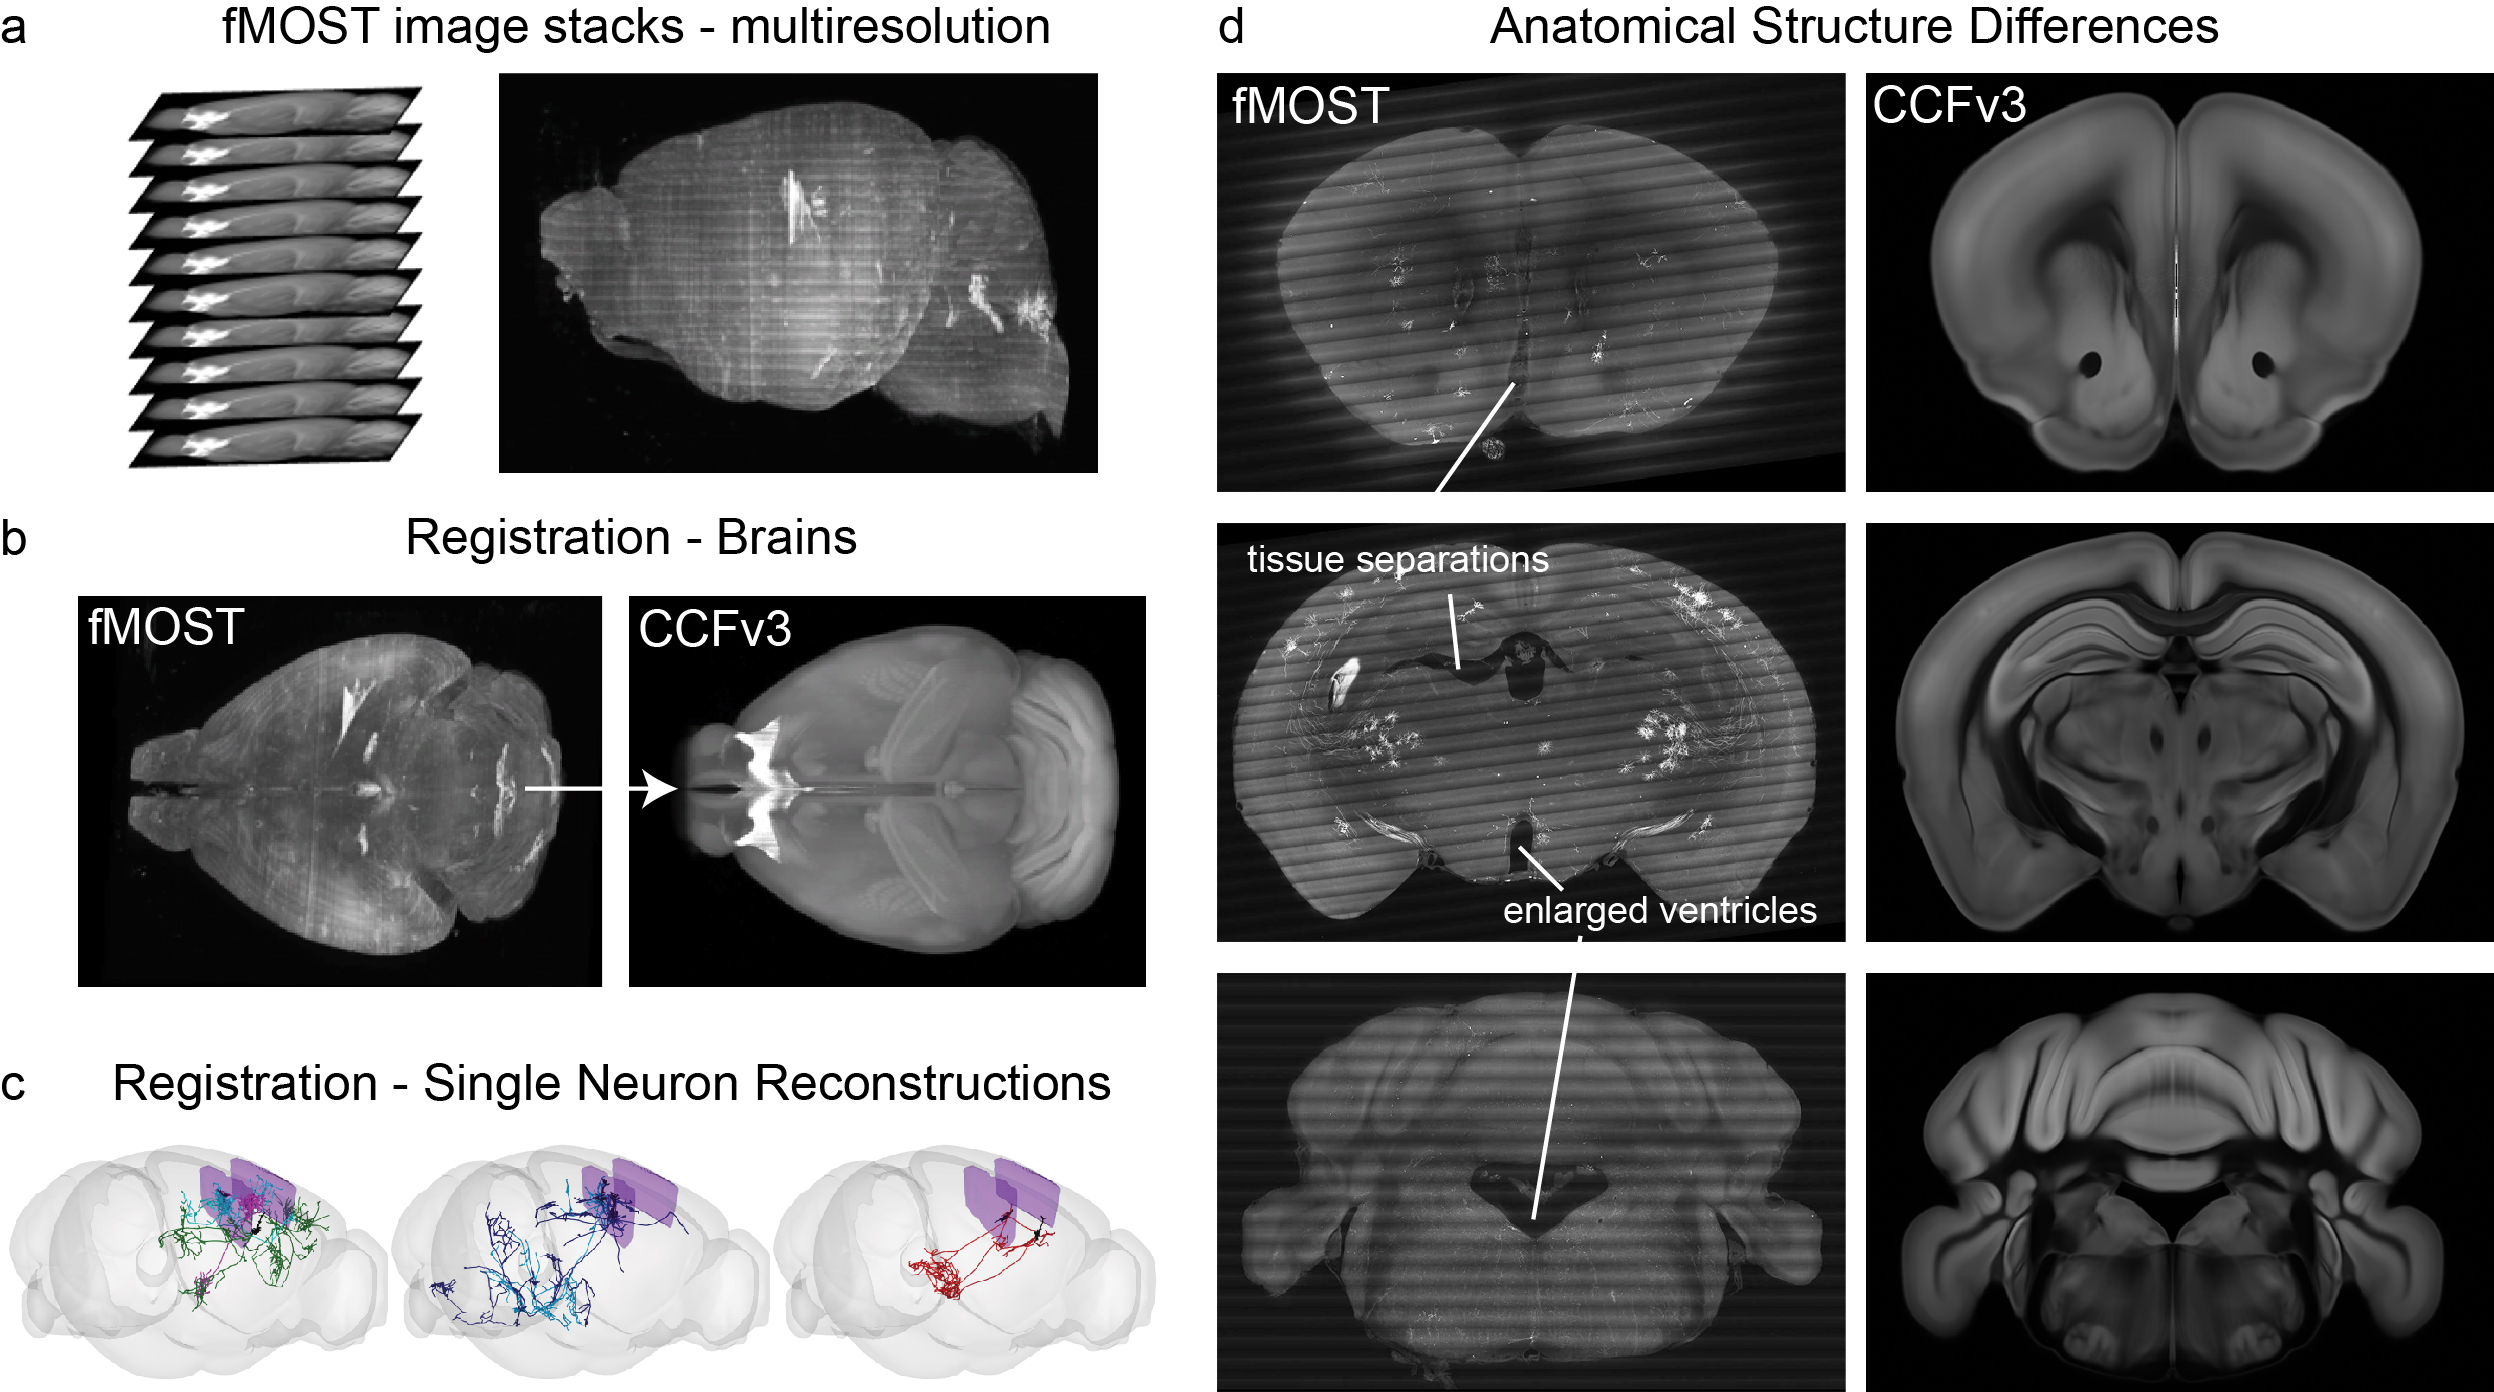 a
fMOST image stacks - multiresolution
b
Registration - Brains
fMOST
CCFv3
c
Registration - Single Neuron Reconstructions
d
Anatomical Structure Differences
fMOST
CCFv3
tissue separations
enlarged ventricles